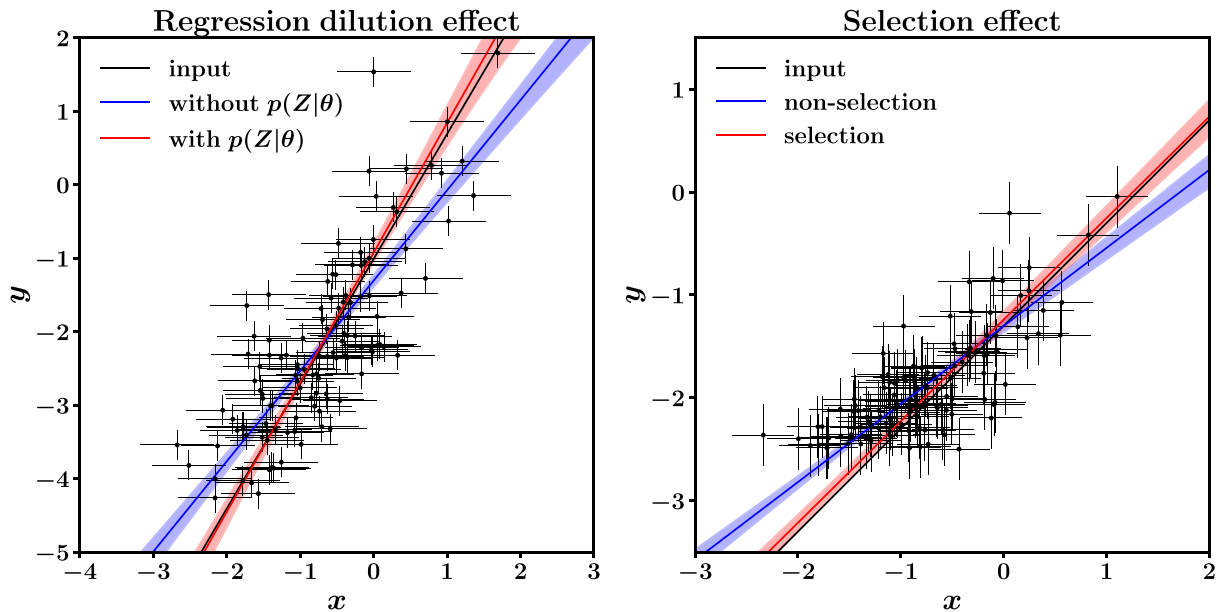 Regression dilution effect
2
1
0
−1
−2
−3
−4
−5
y
input
without p(Z|θ)
with p(Z|θ)
−4 −3 −2 −1 0 1 2 3
x
Selection effect
1
0
−1
−2
−3
y
input
non-selection
selection
−3 −2 −1 0 1 2
x